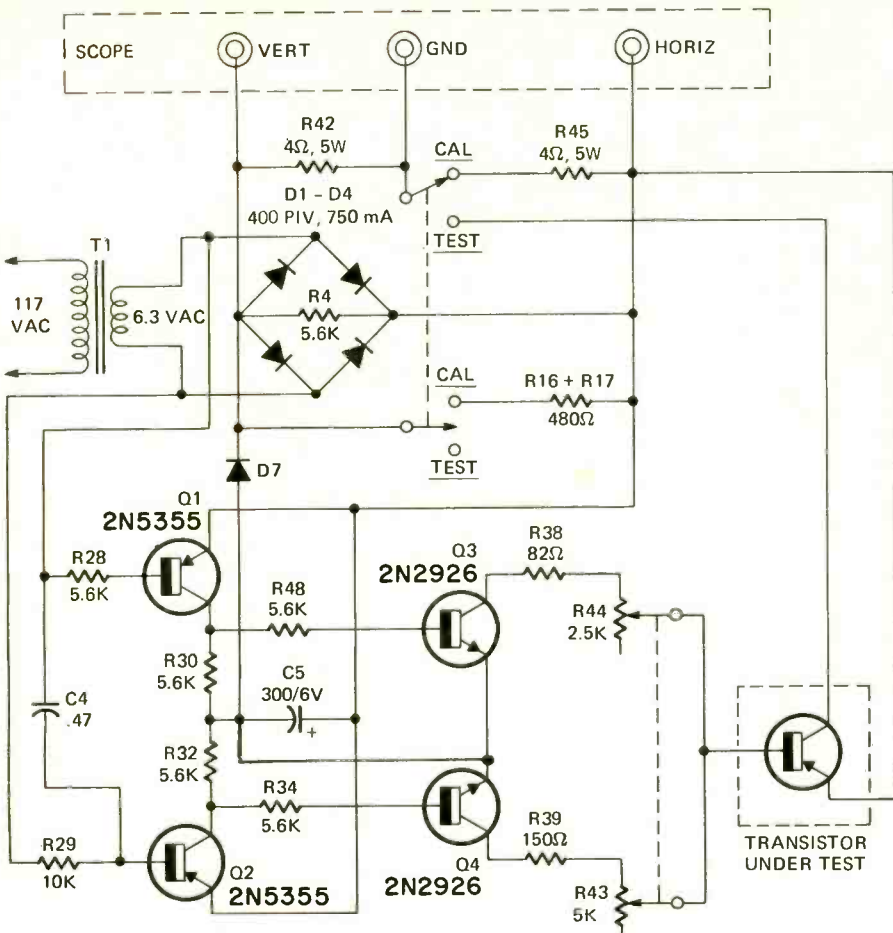 SCOPE
VERT
GND
HORIZ
R42
4Ω, 5W
R45
4Ω, 5W
CAL
TEST
D1 - D4
400 PIV, 750 mA
T1
117
VAC
6.3 VAC
R4
5.6K
CAL
TEST
R16 + R17
480Ω
D7
Q1
2N5355
R28
5.6K
R48
5.6K
Q3
2N2926
R38
82Ω
R44
2.5K
R30
5.6K
C5
300/6V
+
C4
.47
R32
5.6K
R34
5.6K
R29
10K
Q2
2N5355
Q4
2N2926
R39
150Ω
R43
5K
TRANSISTOR
UNDER TEST